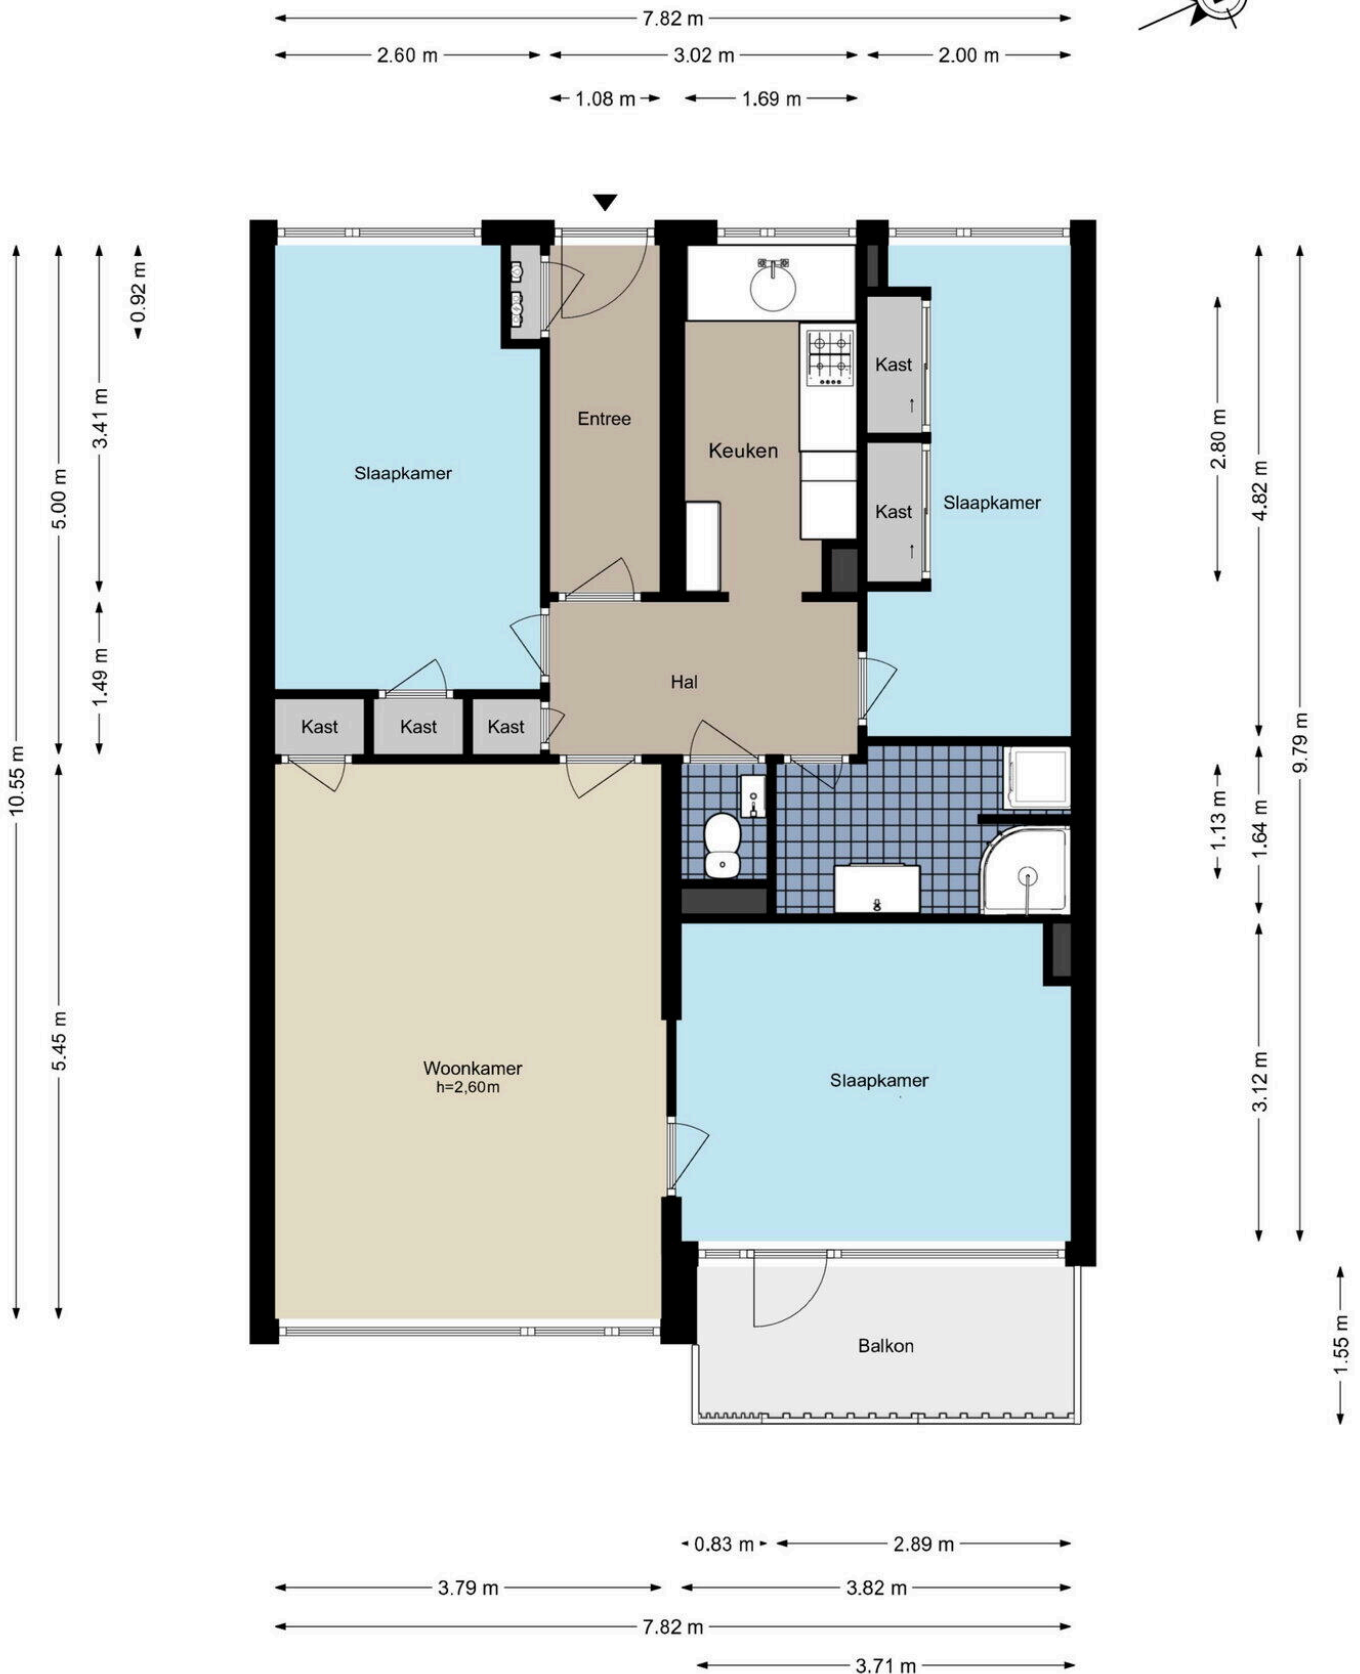 7.82 m
2.60 m
3.02 m
2.00 m
1.08 m
1.69 m
0.92 m
3.41 m
5.00 m
1.49 m
10.55 m
5.45 m
Entree
Keuken
Slaapkamer
Kast
Kast
Slaapkamer
Hal
Kast
Kast
Kast
Woonkamer
h=2,60m
Slaapkamer
Balkon
2.80 m
4.82 m
9.79 m
1.13 m
1.64 m
3.12 m
1.55 m
0.83 m
2.89 m
3.79 m
3.82 m
7.82 m
3.71 m